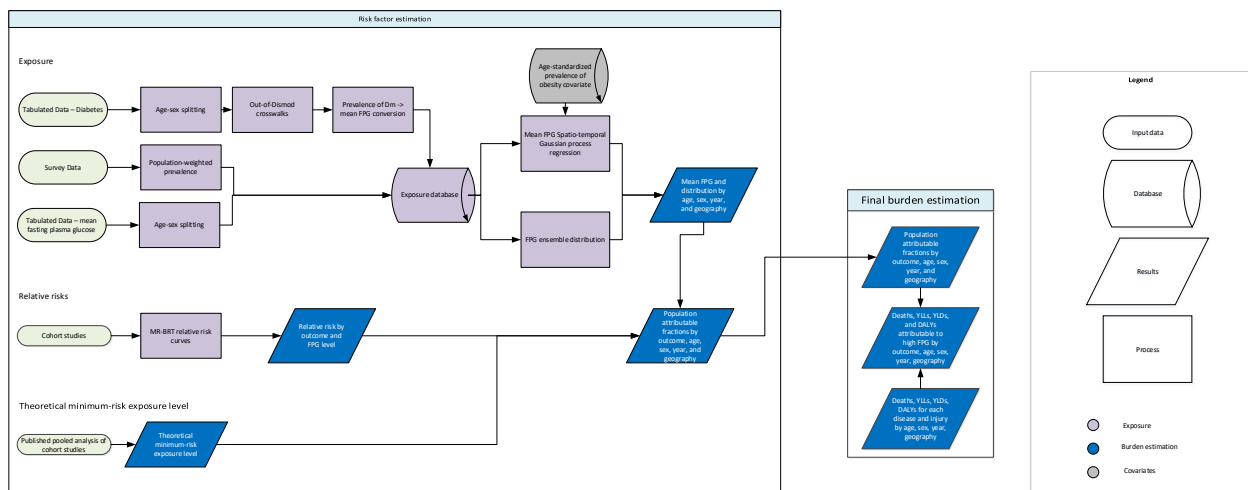 Risk factor estimation
Exposure
Tabulated Data – Diabetes
Age-sex splitting
Out-of-Dismod
crosswalks
Prevalence of Dm ->
mean FPG conversion
Age-standardized
prevalence of
obesity covariate
Survey Data
Population-weighted
prevalence
Tabulated Data – mean
fasting plasma glucose
Age-sex splitting
Exposure database
Mean FPG Spatio-temporal
Gaussian process
regression
FPG ensemble distribution
Mean FPG and
distribution by
age, sex, year,
and geography
Relative risks
Cohort studies
MR-BRT relative risk
curves
Relative risk by
outcome and
FPG level
Population
attributable
fractions by
outcome, age,
sex, year, and
geography
Theoretical minimum-risk exposure level
Published pooled analysis of
cohort studies
Theoretical
minimum-risk
exposure level
Final burden estimation
Population
attributable
fractions by
outcome, age, sex,
year, and
geography
Deaths, YLLs, YLDs,
and DALYs
attributable to
high FPG by
outcome, age, sex,
year, geography
Deaths, YLLs, YLDs,
DALYs for each
disease and injury
by age, sex, year,
geography
Legend
Input data
Database
Results
Process
Exposure
Burden estimation
Covariates